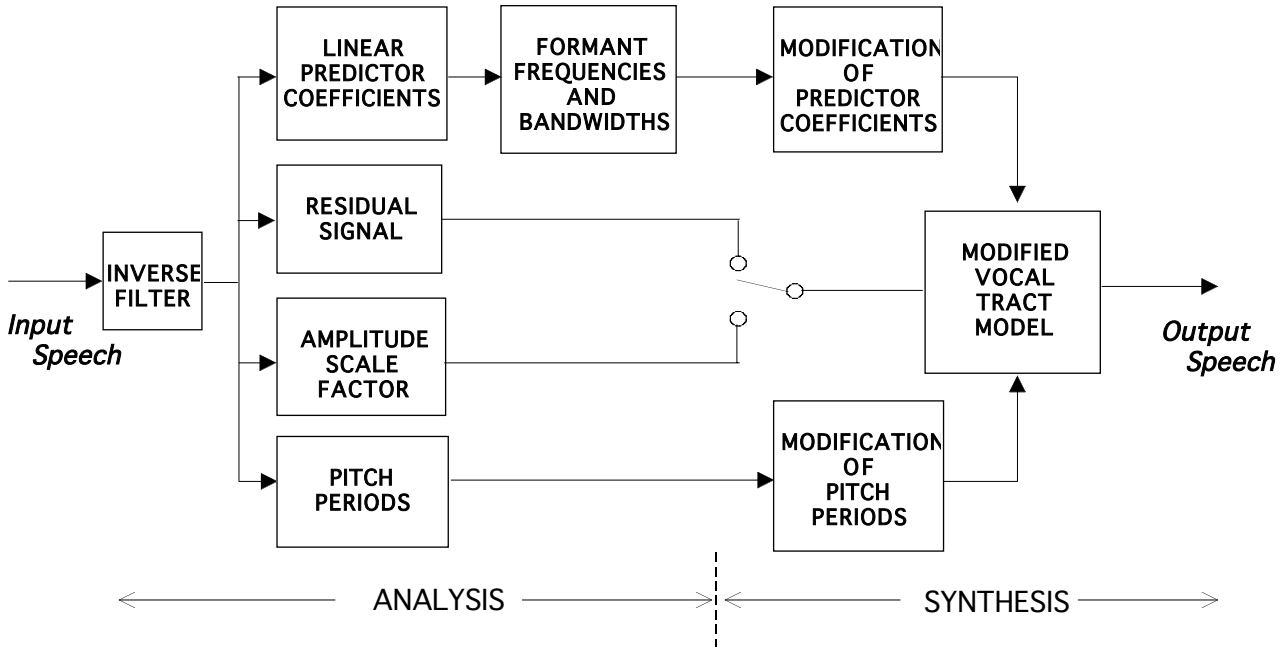 LINEAR
PREDICTOR
COEFFICIENTS
FORMANT
FREQUENCIES
AND
BANDWIDTHS
MODIFICATION
OF
PREDICTOR
COEFFICIENTS
RESIDUAL
SIGNAL
INVERSE
FILTER
Input
Speech
AMPLITUDE
SCALE
FACTOR
MODIFIED
VOCAL
TRACT
MODEL
Output
Speech
PITCH
PERIODS
MODIFICATION
OF
PITCH
PERIODS
ANALYSIS
SYNTHESIS